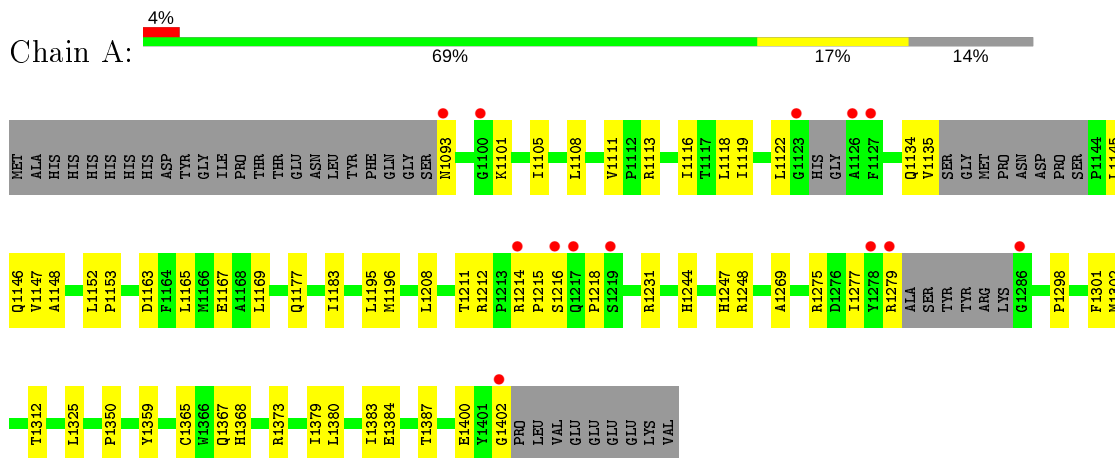 4%
Chain A:
69% 17% 14%
MET ALA HIS HIS HIS HIS HIS HIS HIS ASP TYR GLY ILE PRO THR THR GLU ASN LEU TYR PHE GLN GLY SER N1093 G1100 K1101 I1105 L1108 V1111 P1112 R1113 I1116 T1117 L1118 I1119 L1122 G1123 HIS GLY A1126 F1127 Q1134 V1135 SER GLY MET PRO ASN ASP PRO SER P1144 L1145
Q1146 V1147 A1148 L1152 P1153 D1163 F1164 L1165 M1166 E1167 A1168 L1169 Q1177 I1183 L1195 M1196 L1208 T1211 R1212 P1213 R1214 P1215 S1216 Q1217 P1218 S1219 R1231 H1244 H1247 R1248 A1269 R1275 D1276 I1277 Y1278 R1279 ALA SER TYR TYR ARG LYS G1286 P1298 F1301 M1302
T1312 L1325 P1350 Y1359 C1365 W1366 Q1367 H1368 R1373 I1379 L1380 I1383 E1384 T1387 E1400 Y1401 G1402 PRO LEU VAL GLU GLU GLU GLU LYS VAL